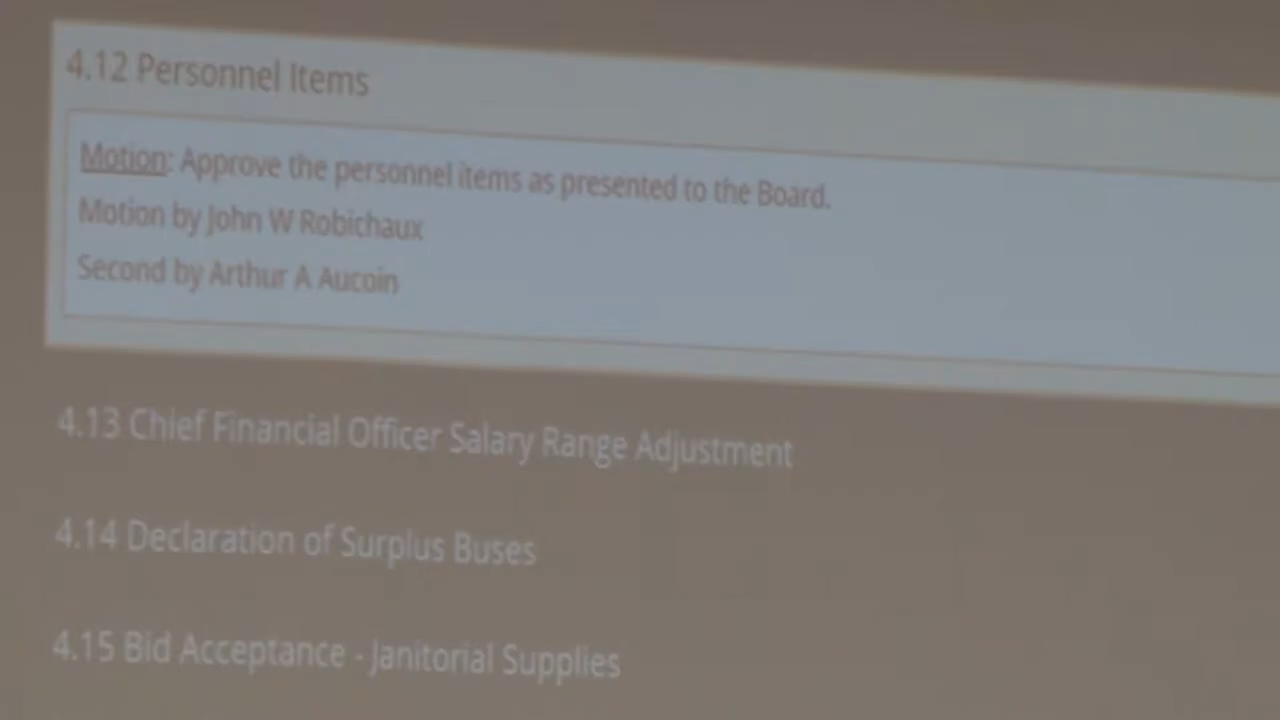 4.12 Personnel Items
Motion: Approve the personnel items as presented to the Board.
Motion by John W Robichaux
Second by Arthur A Aucoin
4.13 Chief Financial Officer Salary Range Adjustment
4.14 Declaration of Surplus Buses
4.15 Bid Acceptance - Janitorial Supplies